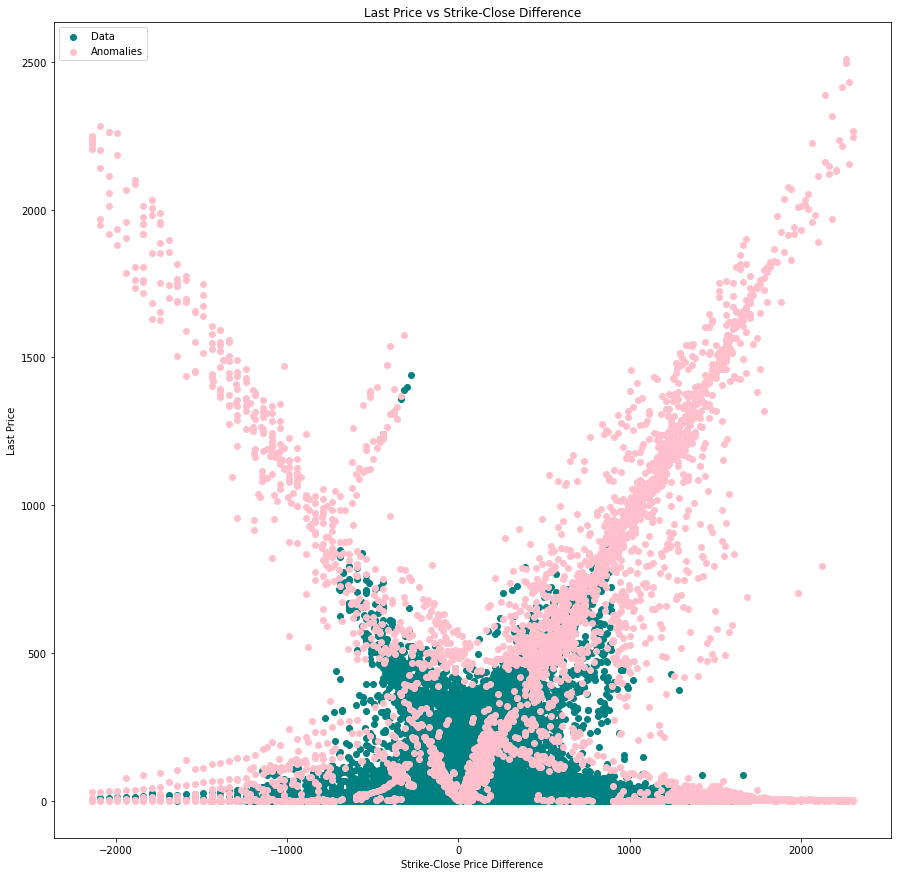 Last Price vs Strike-Close Difference
Data
Anomalies
2500
2000
1500
1000
500
0
Last Price
−2000 −1000 0 1000 2000
Strike-Close Price Difference